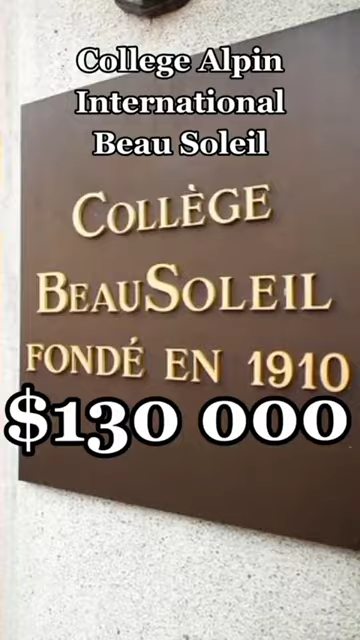 College Alpin
International
Beau Soleil
COLLÈGE
BEAUSOLEIL
FONDÉ EN 1910
$130 000